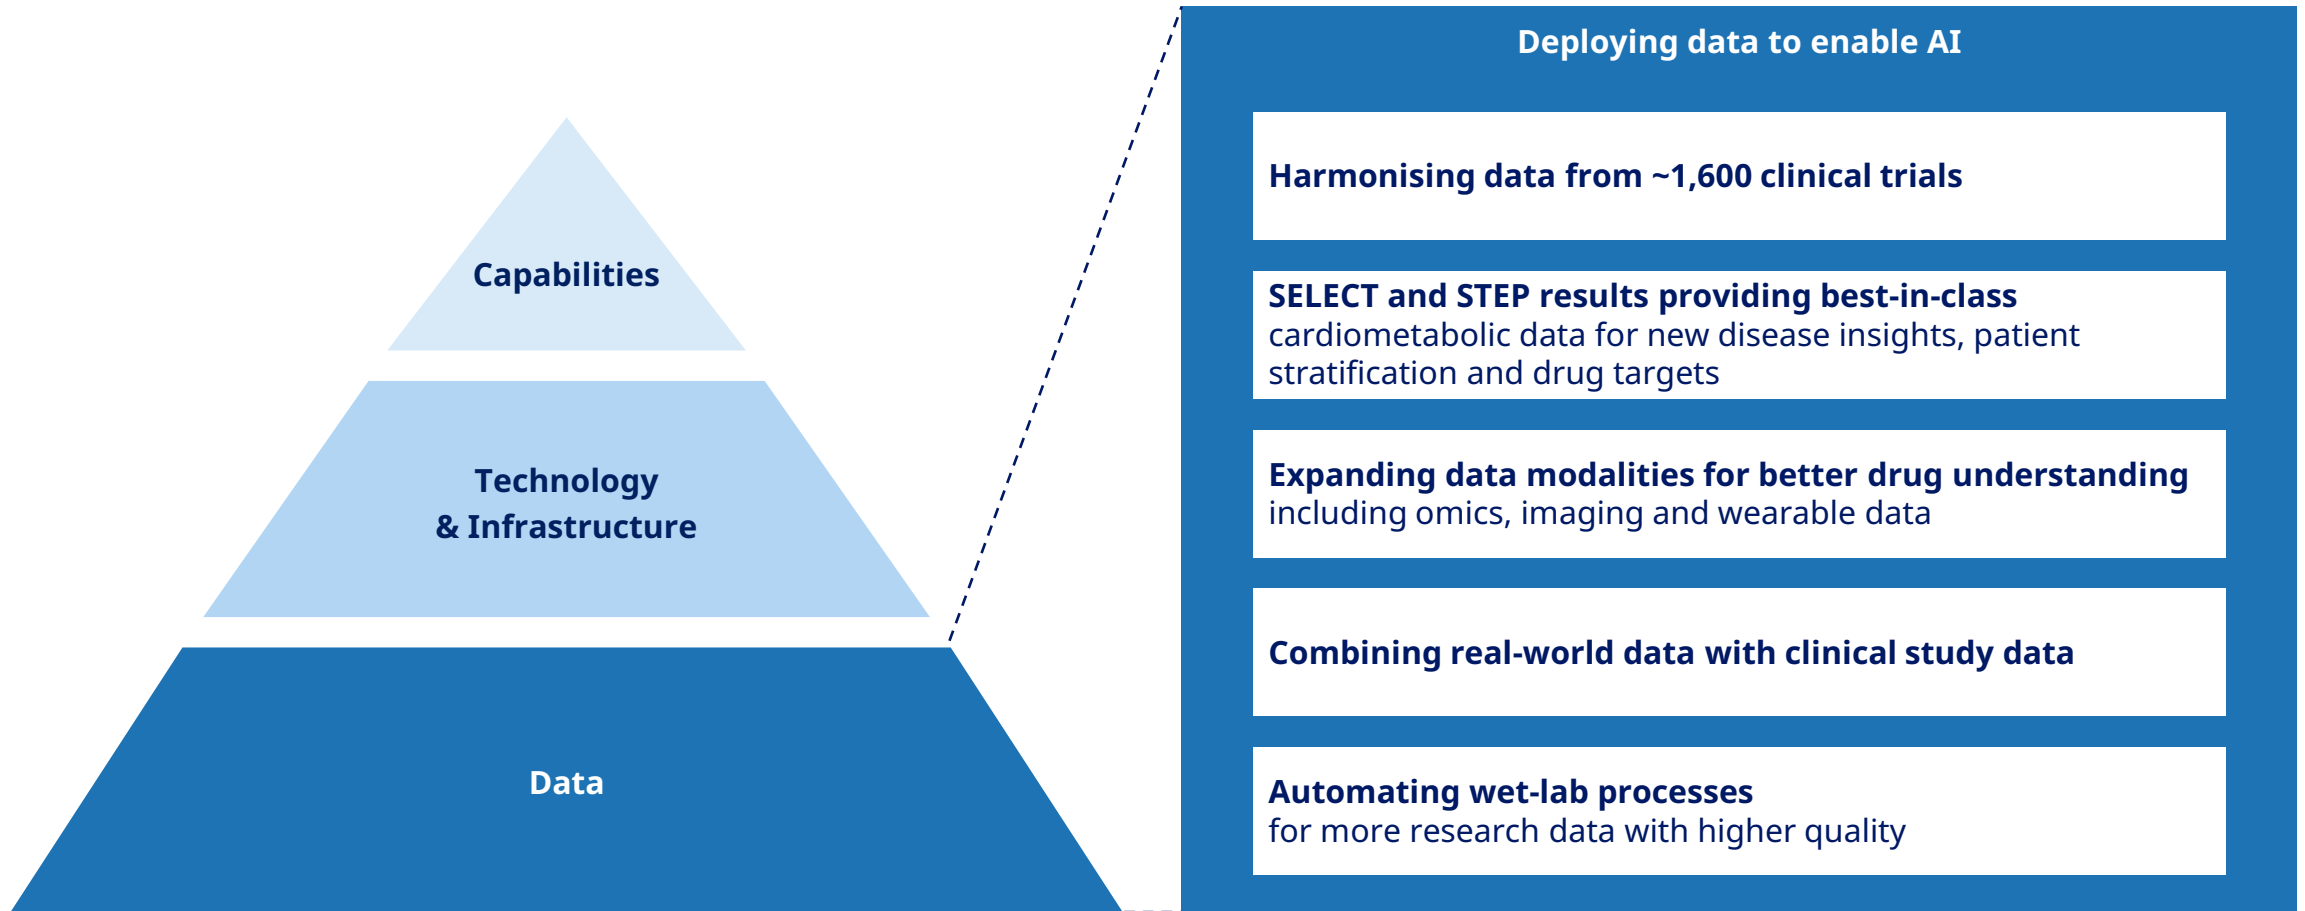 Capabilities
Technology
& Infrastructure
Data
Deploying data to enable AI
Harmonising data from ~1,600 clinical trials
SELECT and STEP results providing best-in-class
cardiometabolic data for new disease insights, patient
stratification and drug targets
Expanding data modalities for better drug understanding
including omics, imaging and wearable data
Combining real-world data with clinical study data
Automating wet-lab processes
for more research data with higher quality